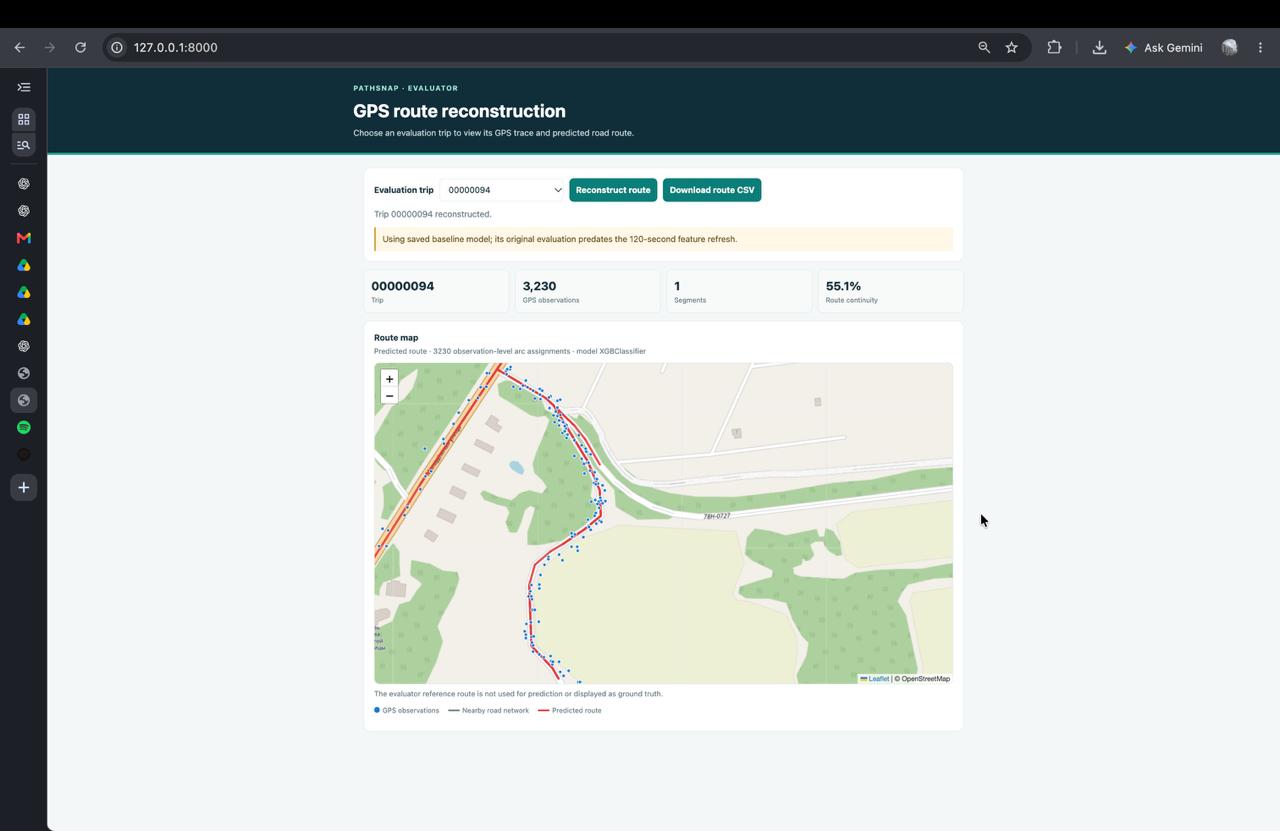 127.0.0.1:8000
Ask Gemini
PATHSNAP · EVALUATOR
GPS route reconstruction
Choose an evaluation trip to view its GPS trace and predicted road route.
Evaluation trip
00000094
Reconstruct route
Download route CSV
Trip 00000094 reconstructed.
Using saved baseline model; its original evaluation predates the 120-second feature refresh.
00000094
Trip
3,230
GPS observations
1
Segments
55.1%
Route continuity
Route map
Predicted route · 3230 observation-level arc assignments · model XGBClassifier
+
−
78Н-0727
Leaflet | © OpenStreetMap
The evaluator reference route is not used for prediction or displayed as ground truth.
GPS observations
Nearby road network
Predicted route